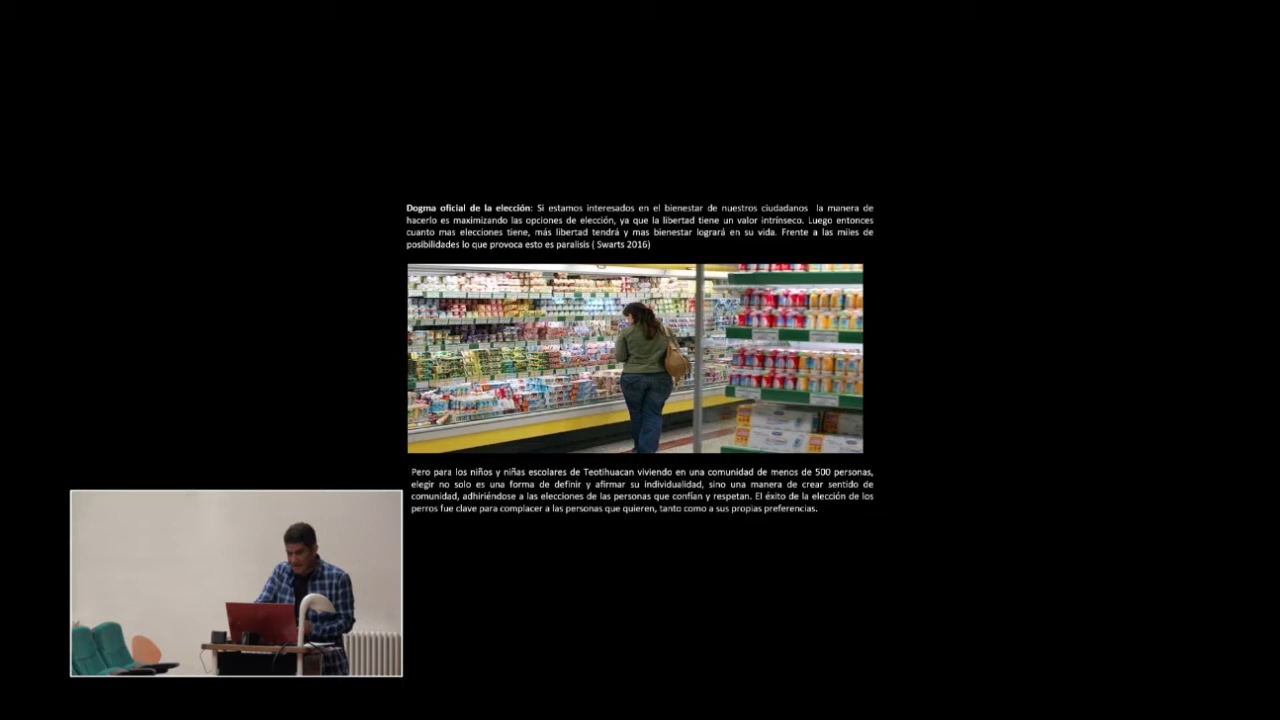 Dogma oficial de la elección: Si estamos interesados en el bienestar de nuestros ciudadanos la manera de
hacerlo es maximizando las opciones de elección, ya que la libertad tiene un valor intrínseco. Luego entonces
cuanto mas elecciones tiene, más libertad tendrá y mas bienestar logrará en su vida. Frente a las miles de
posibilidades lo que provoca esto es paralisis ( Swarts 2016)
Pero para los niños y niñas escolares de Teotihuacan viviendo en una comunidad de menos de 500 personas,
elegir no solo es una forma de definir y afirmar su individualidad, sino una manera de crear sentido de
comunidad, adhiriéndose a las elecciones de las personas que confían y respetan. El éxito de la elección de los
perros fue clave para complacer a las personas que quieren, tanto como a sus propias preferencias.